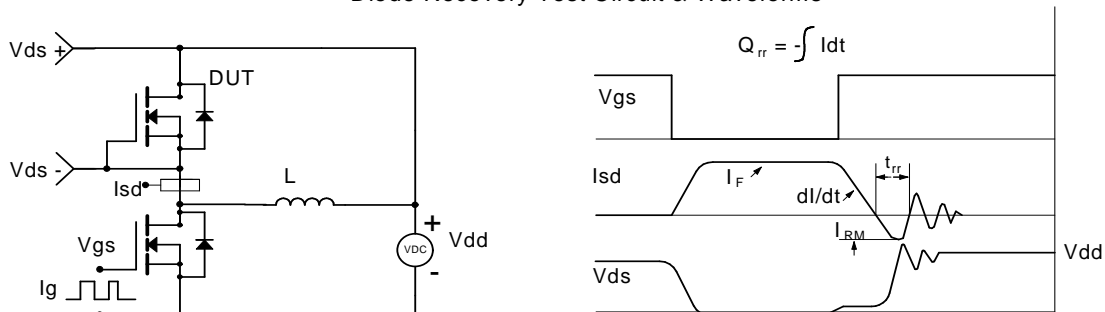 Diode Recovery Test Circuit & Waveforms
Vds +
DUT
Vds -
Isd
L
Vgs
Ig
+
VDC
-
Vdd
Q rr = - ∫ Idt
Vgs
Isd
I F
dI/dt
t rr
I RM
Vds
Vdd